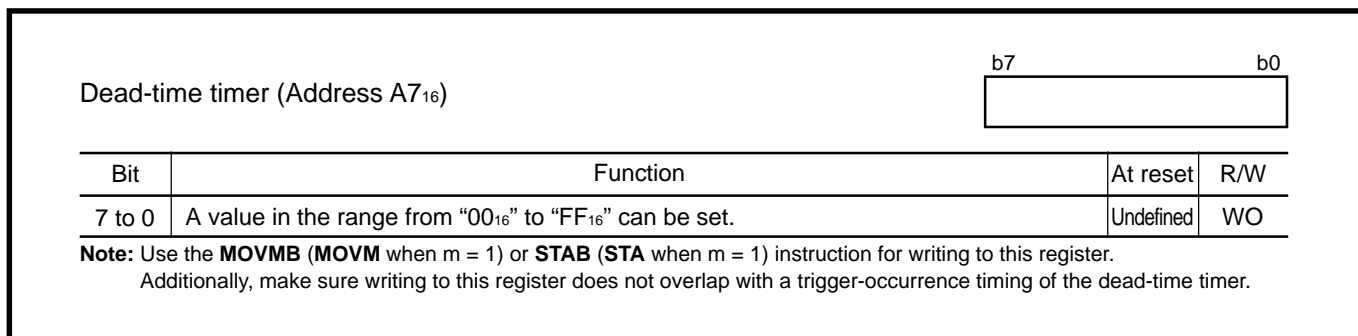 b7 b0
Dead-time timer (Address A7₁₆)
Bit Function At reset R/W
7 to 0 A value in the range from “00₁₆” to “FF₁₆” can be set. Undefined WO
Note: Use the MOVMB (MOVM when m = 1) or STAB (STA when m = 1) instruction for writing to this register.
Additionally, make sure writing to this register does not overlap with a trigger-occurrence timing of the dead-time timer.